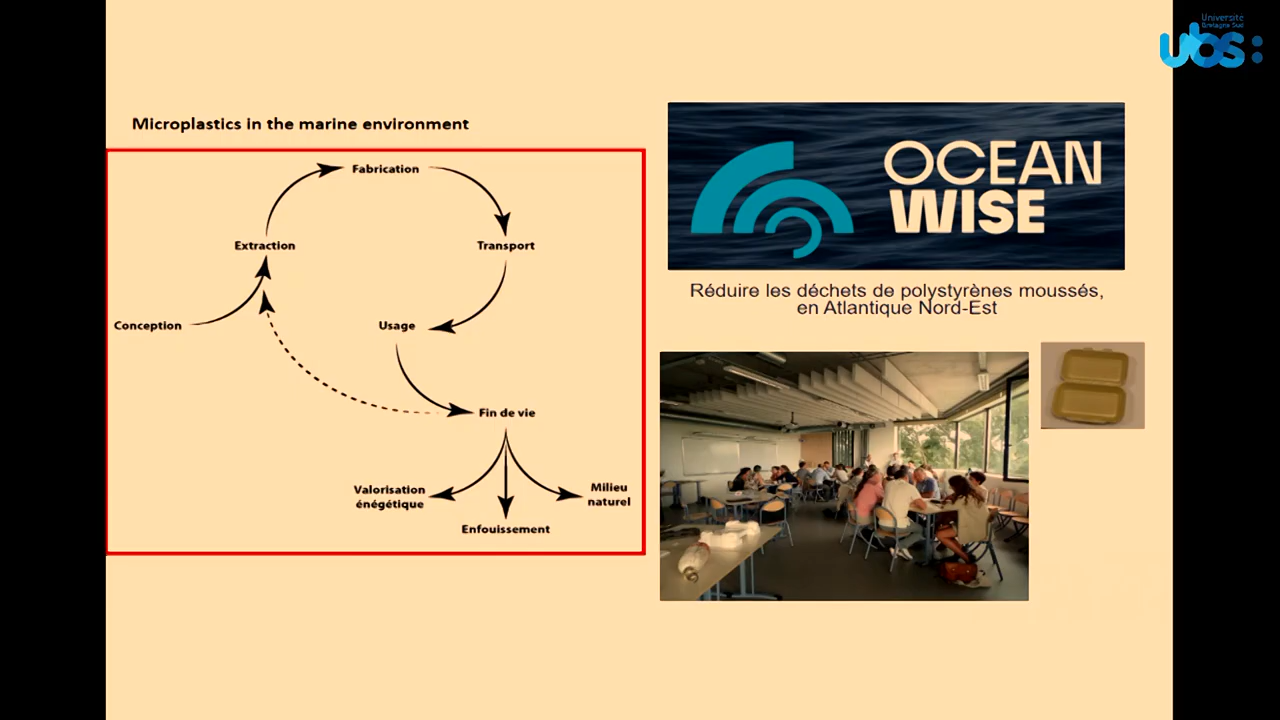 Université
Bretagne Sud
ubs:
Microplastics in the marine environment
Fabrication
Extraction
Transport
Conception
Usage
Fin de vie
Valorisation
énégétique
Enfouissement
Milieu
naturel
OCEAN
WISE
Réduire les déchets de polystyrènes moussés,
en Atlantique Nord-Est